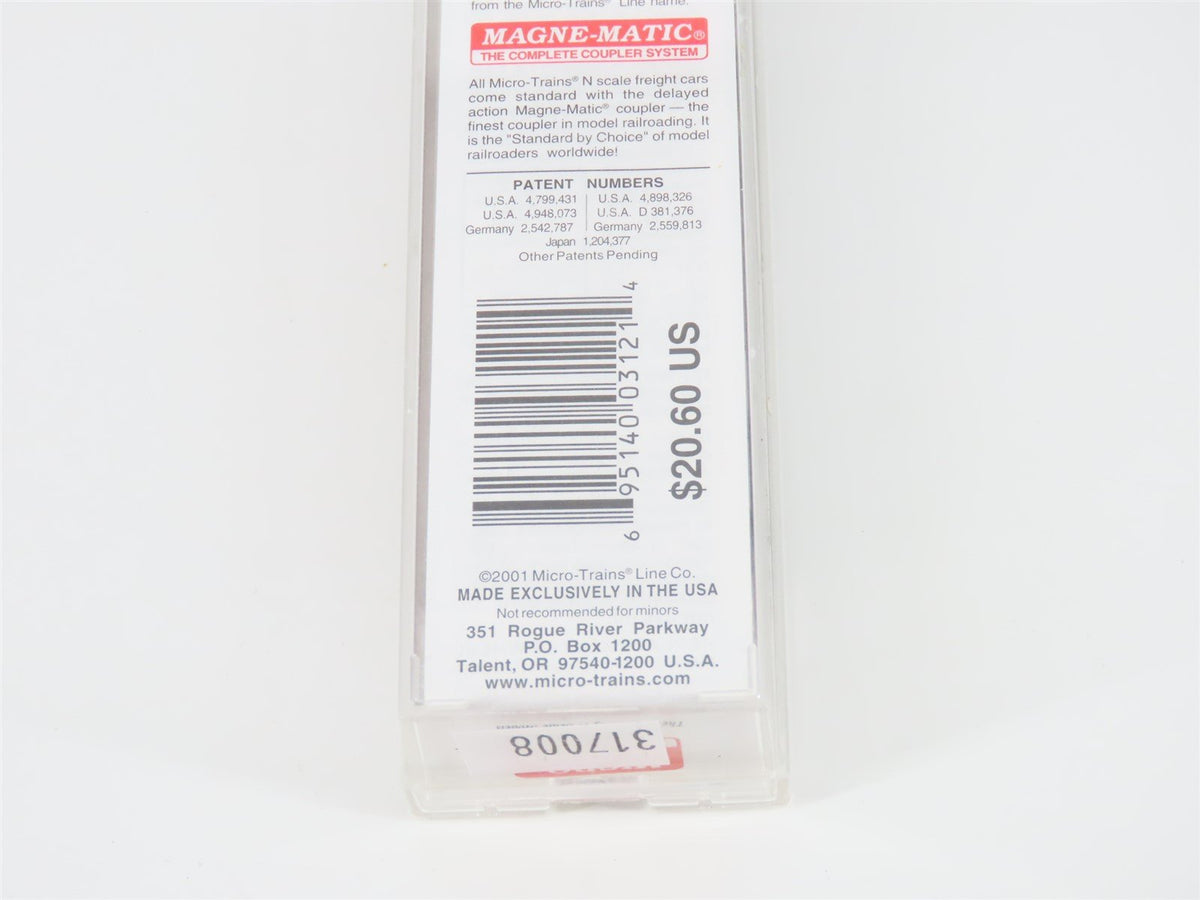 from the Micro-Trains® Line name.
MAGNE-MATIC®
THE COMPLETE COUPLER SYSTEM
All Micro-Trains® N scale freight cars
come standard with the delayed
action Magne-Matic® coupler — the
finest coupler in model railroading. It
is the "Standard by Choice" of model
railroaders worldwide!
PATENT NUMBERS
U.S.A. 4,799,431 U.S.A. 4,898,326
U.S.A. 4,948,073 U.S.A. D 381,376
Germany 2,542,787 Germany 2,559,813
Japan 1,204,377
Other Patents Pending
6 95140 03121 4
$20.60 US
©2001 Micro-Trains® Line Co.
MADE EXCLUSIVELY IN THE USA
Not recommended for minors
351 Rogue River Parkway
P.O. Box 1200
Talent, OR 97540-1200 U.S.A.
www.micro-trains.com
317008